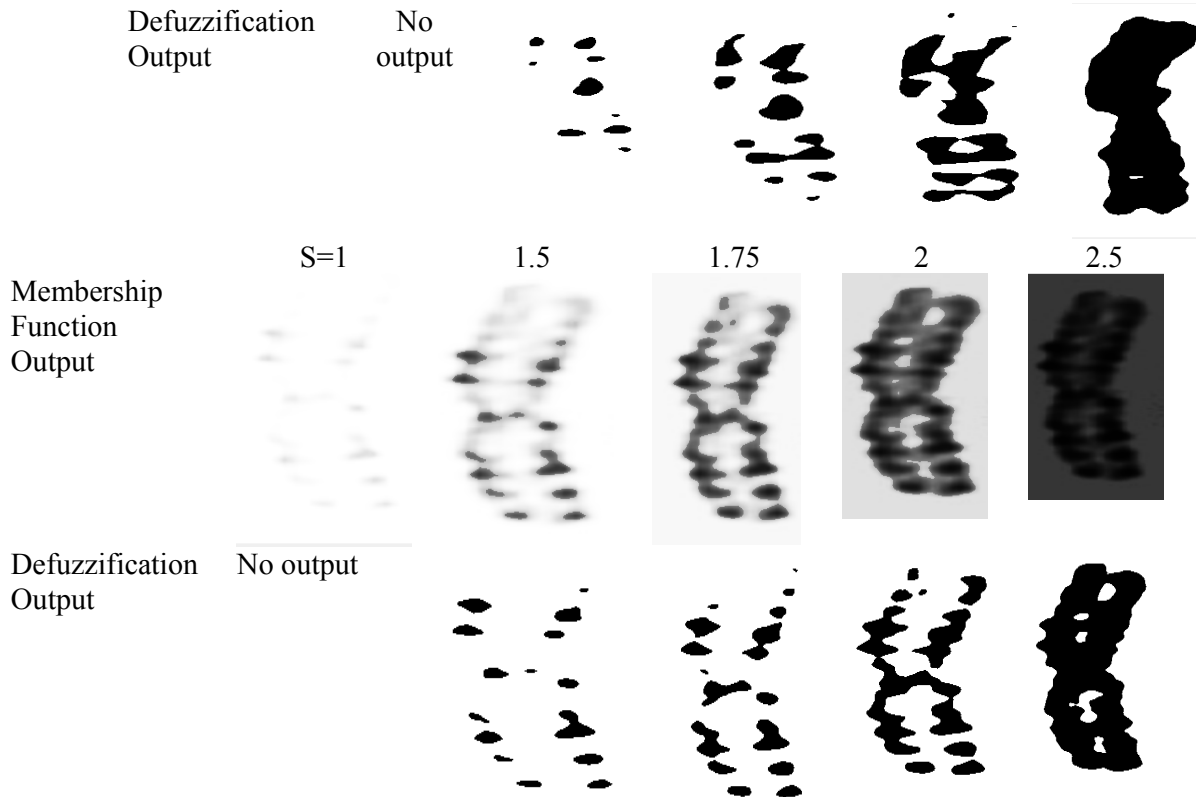 Defuzzification No
Output output
S=1 1.5 1.75 2 2.5
Membership
Function
Output
Defuzzification No output
Output